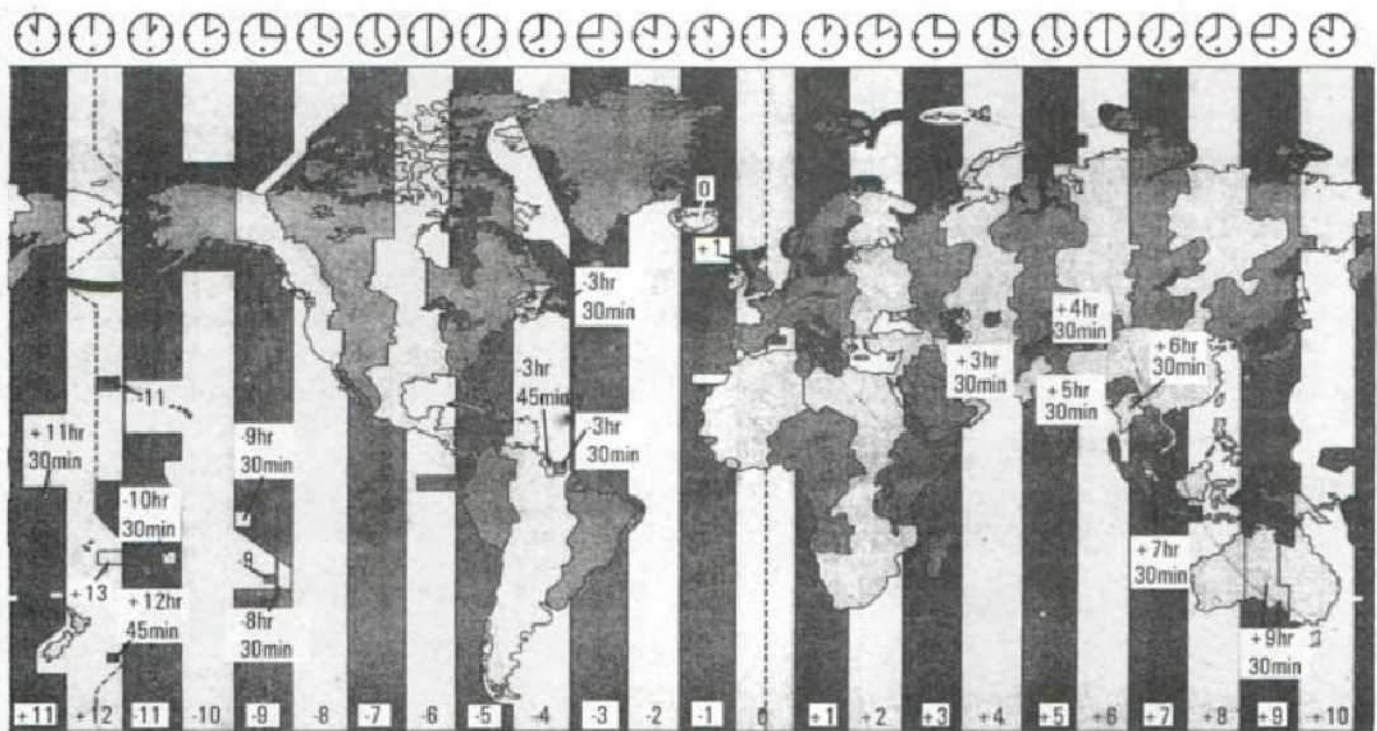 0
+1
-3hr
30min
+4hr
30min
+6hr
30min
-3hr
45min
+3hr
30min
+5hr
30min
-11
+11hr
30min
-9hr
30min
-3hr
30min
-10hr
30min
+7hr
30min
-9
+13
+12hr
45min
-8hr
30min
+9hr
30min
+11 +12 -11 -10 -9 -8 -7 -6 -5 -4 -3 -2 -1 0 +1 +2 +3 +4 +5 +6 +7 +8 +9 +10